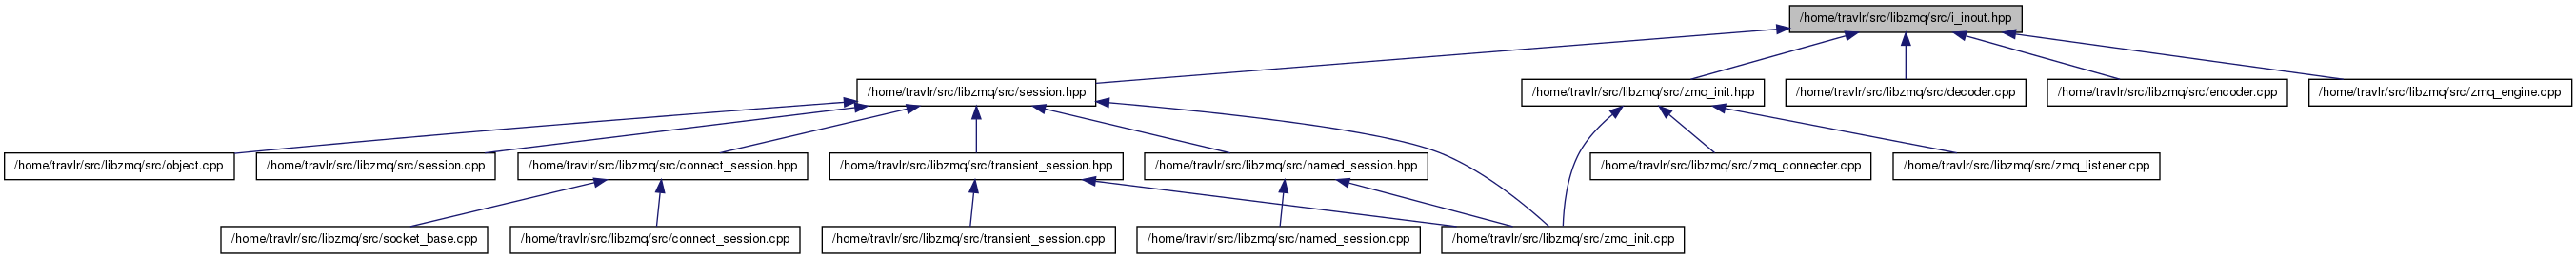 /home/travlr/src/libzmq/src/i_inout.hpp
/home/travlr/src/libzmq/src/session.hpp
/home/travlr/src/libzmq/src/zmq_init.hpp
/home/travlr/src/libzmq/src/decoder.cpp
/home/travlr/src/libzmq/src/encoder.cpp
/home/travlr/src/libzmq/src/zmq_engine.cpp
/home/travlr/src/libzmq/src/object.cpp
/home/travlr/src/libzmq/src/session.cpp
/home/travlr/src/libzmq/src/connect_session.hpp
/home/travlr/src/libzmq/src/transient_session.hpp
/home/travlr/src/libzmq/src/named_session.hpp
/home/travlr/src/libzmq/src/zmq_connecter.cpp
/home/travlr/src/libzmq/src/zmq_listener.cpp
/home/travlr/src/libzmq/src/socket_base.cpp
/home/travlr/src/libzmq/src/connect_session.cpp
/home/travlr/src/libzmq/src/transient_session.cpp
/home/travlr/src/libzmq/src/named_session.cpp
/home/travlr/src/libzmq/src/zmq_init.cpp